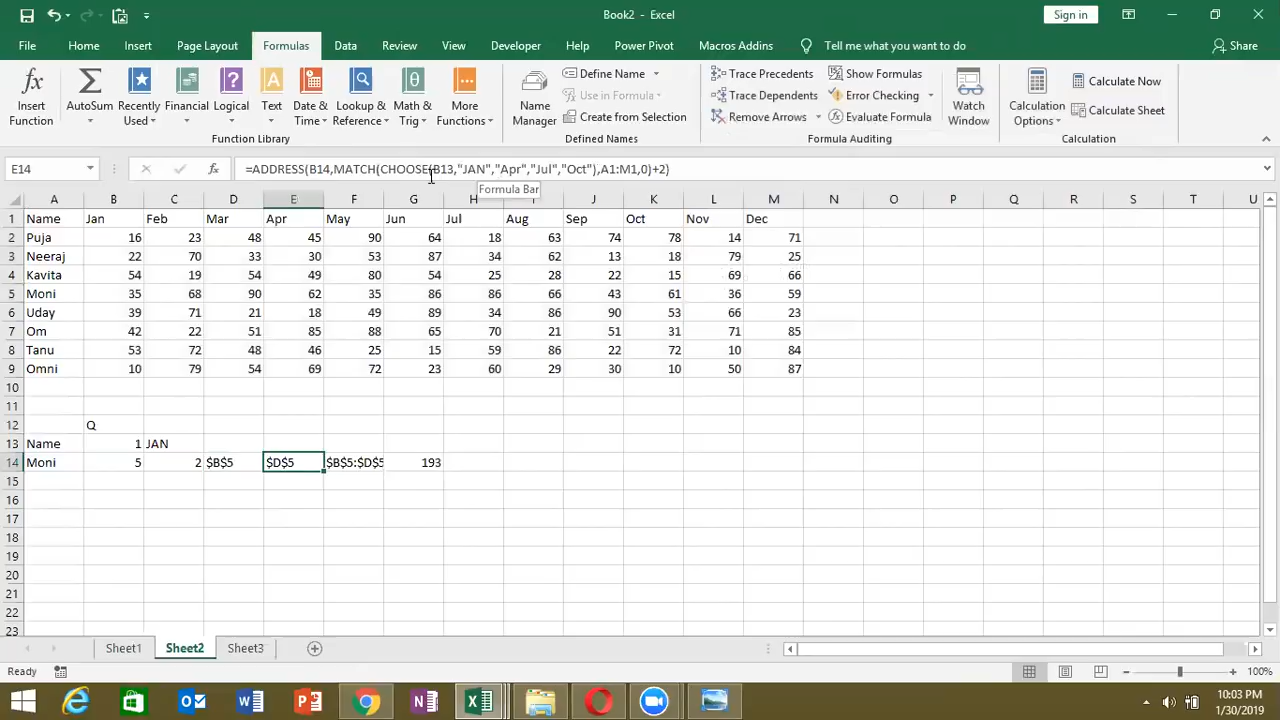 Book2 - Excel
Sign in
File Home Insert Page Layout Formulas Data Review View Developer Help Power Pivot Macros Addins Tell me what you want to do Share
Insert Function
AutoSum
Recently Used
Financial
Logical
Text
Date & Time
Lookup & Reference
Math & Trig
More Functions
Function Library
Name Manager
Define Name
Use in Formula
Create from Selection
Defined Names
Trace Precedents
Trace Dependents
Remove Arrows
Show Formulas
Error Checking
Evaluate Formula
Formula Auditing
Watch Window
Calculation Options
Calculate Now
Calculate Sheet
Calculation
E14 fx =ADDRESS(B14,MATCH(CHOOSE(B13,"JAN","Apr","Jul","Oct"),A1:M1,0)+2)
Formula Bar
A B C D E F G H J K L M N O P Q R S T U
1 Name Jan Feb Mar Apr May Jun Jul Aug Sep Oct Nov Dec
2 Puja 16 23 48 45 90 64 18 63 74 78 14 71
3 Neeraj 22 70 33 30 53 87 34 62 13 18 79 25
4 Kavita 54 19 54 49 80 54 25 28 22 15 69 66
5 Moni 35 68 90 62 35 86 86 66 43 61 36 59
6 Uday 39 71 21 18 49 89 34 86 90 53 66 23
7 Om 42 22 51 85 88 65 70 21 51 31 71 85
8 Tanu 53 72 48 46 25 15 59 86 22 72 10 84
9 Omni 10 79 54 69 72 23 60 29 30 10 50 87
10
11
12 Q
13 Name 1 JAN
14 Moni 5 2 $B$5 $D$5 $B$5:$D$5 193
15
16
17
18
19
20
21
22
23
Sheet1 Sheet2 Sheet3
Ready 100%
10:03 PM
1/30/2019